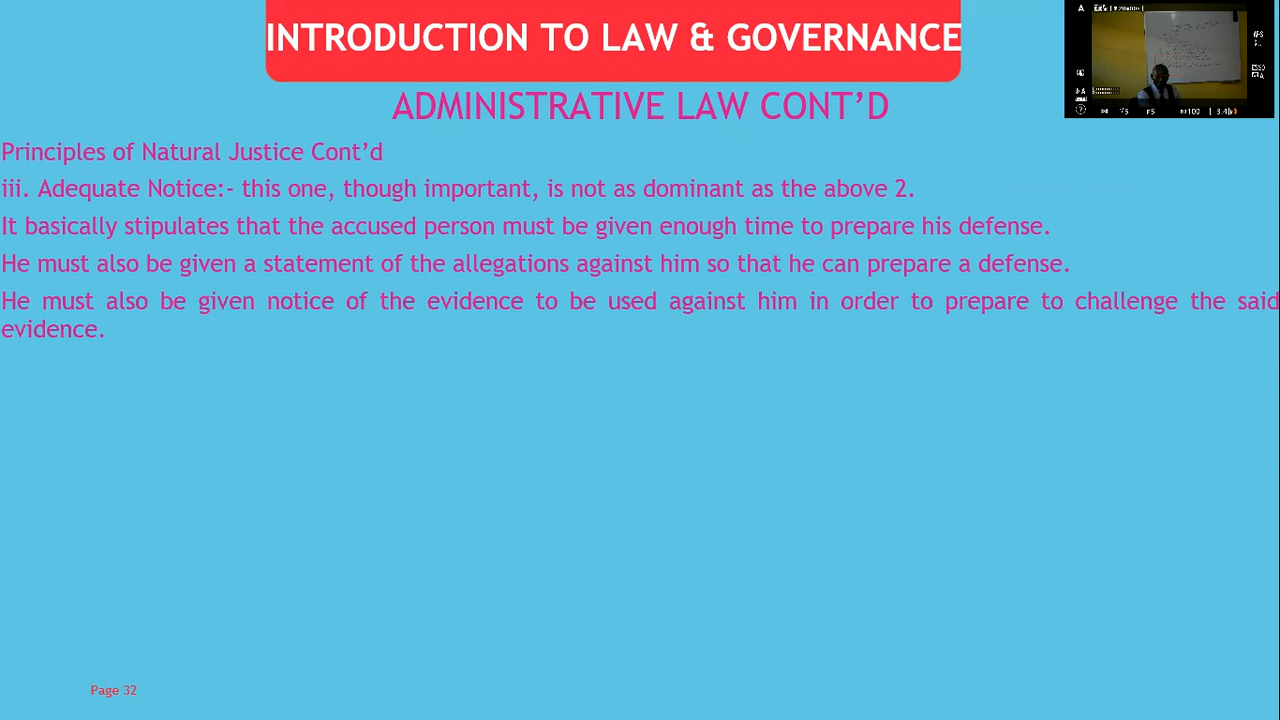 INTRODUCTION TO LAW & GOVERNANCE
ADMINISTRATIVE LAW CONT’D
Principles of Natural Justice Cont’d
iii. Adequate Notice:- this one, though important, is not as dominant as the above 2.
It basically stipulates that the accused person must be given enough time to prepare his defense.
He must also be given a statement of the allegations against him so that he can prepare a defense.
He must also be given notice of the evidence to be used against him in order to prepare to challenge the said
evidence.
Page 32